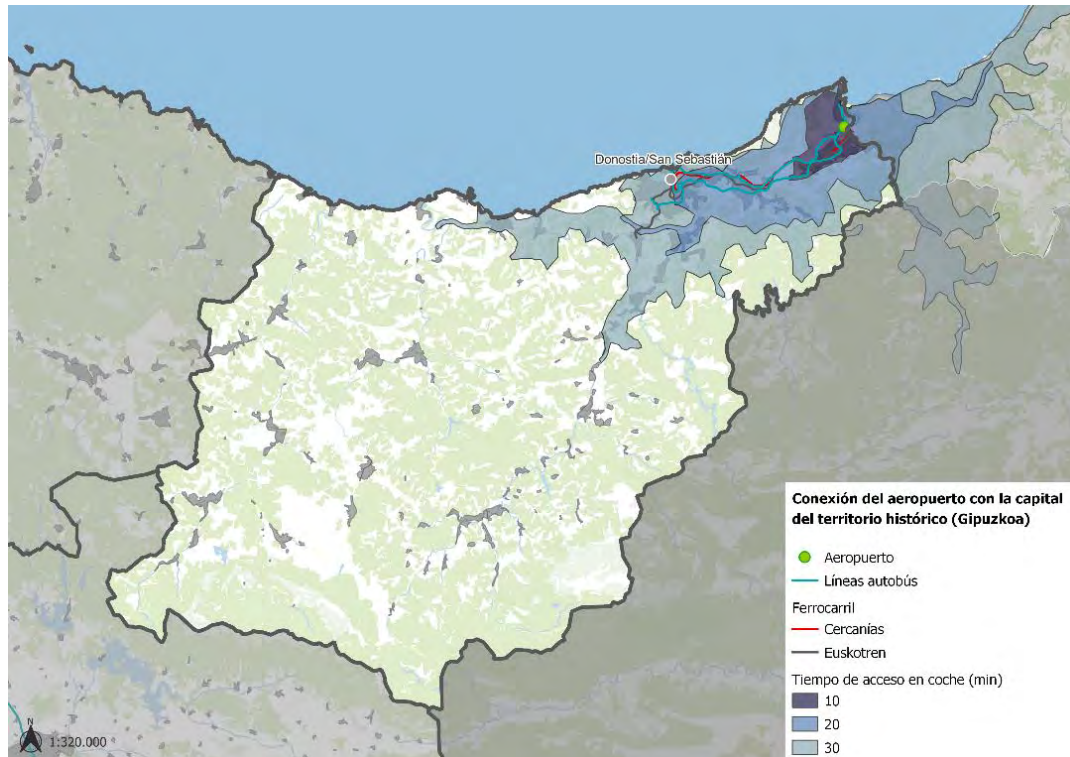 Donostia/San Sebastián
Conexión del aeropuerto con la capital
del territorio histórico (Gipuzkoa)
Aeropuerto
Líneas autobús
Ferrocarril
Cercanías
Euskotren
Tiempo de acceso en coche (min)
10
20
30
N
1:320.000